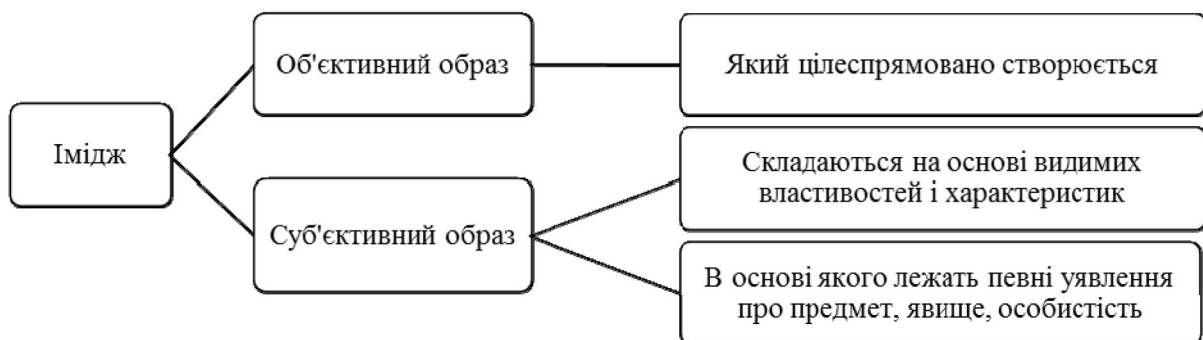 Імідж
Об'єктивний образ
Який цілеспрямовано створюється
Суб'єктивний образ
Складаються на основі видимих
властивостей і характеристик
В основі якого лежать певні уявлення
про предмет, явище, особистість